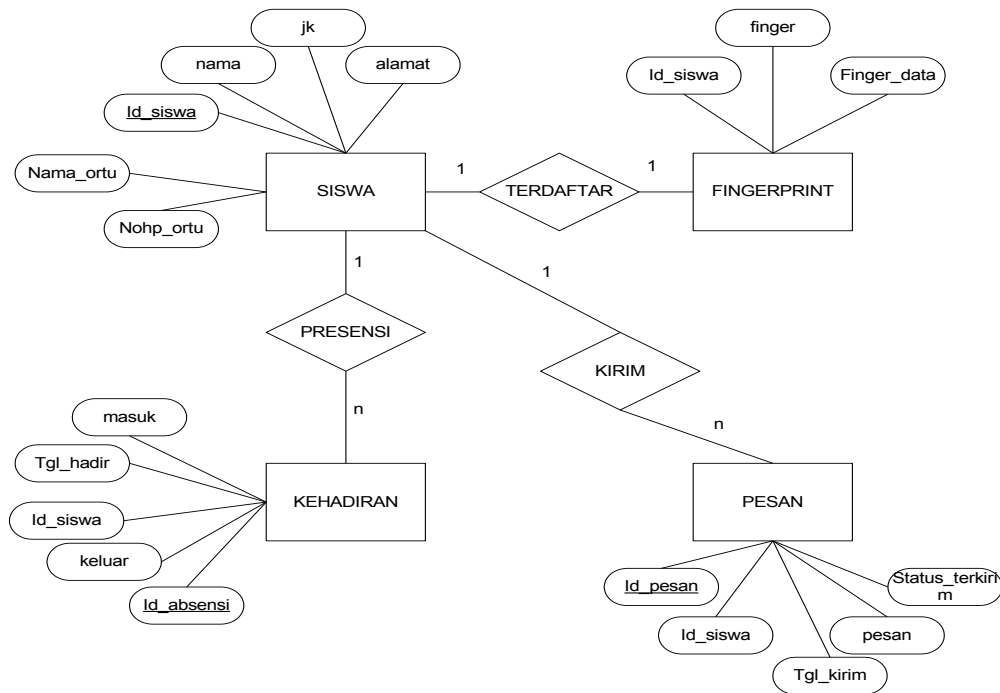 jk
finger
nama
alamat
Id_siswa
Finger_data
Id_siswa
Nama_ortu
SISWA
1
TERDAFTAR
1
FINGERPRINT
Nohp_ortu
1
1
PRESENSI
KIRIM
n
n
masuk
Tgl_hadir
KEHADIRAN
PESAN
Id_siswa
keluar
Id_absensi
Id_pesan
Status_terkiri
m
Id_siswa
pesan
Tgl_kirim